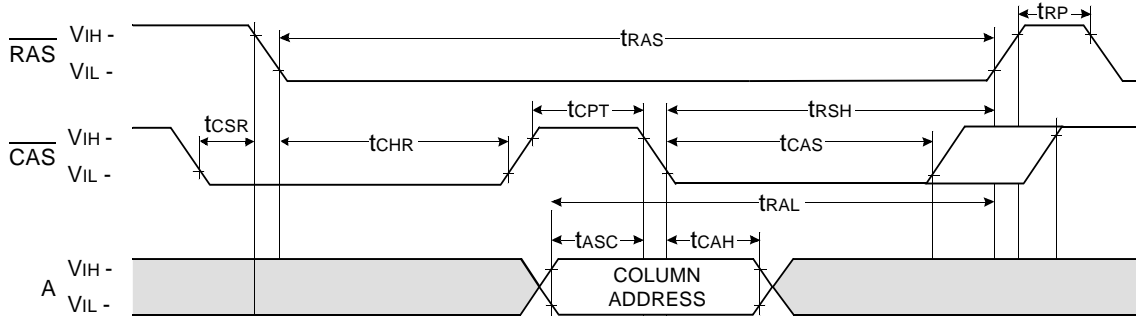 tRP
RAS VIH -
tRAS
VIL -
tCSR tCPT tRSH
CAS VIH -
tCHR tCAS
VIL -
tRAL
tASC tCAH
A VIH -
VIL -
COLUMN
ADDRESS